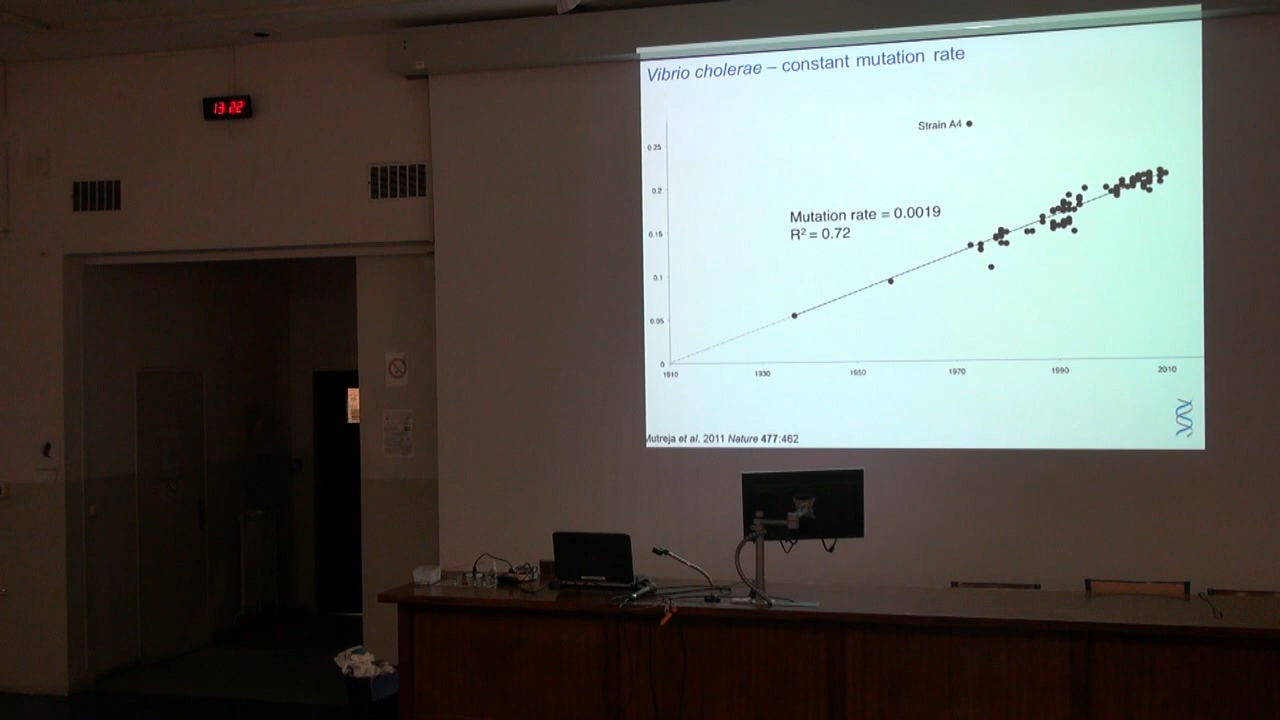 13 22
Vibrio cholerae – constant mutation rate
Strain A4
0.25
0.2
Mutation rate = 0.0019
R² = 0.72
0.15
0.1
0.05
0
1910 1930 1950 1970 1990 2010
Mutreja et al. 2011 Nature 477:462